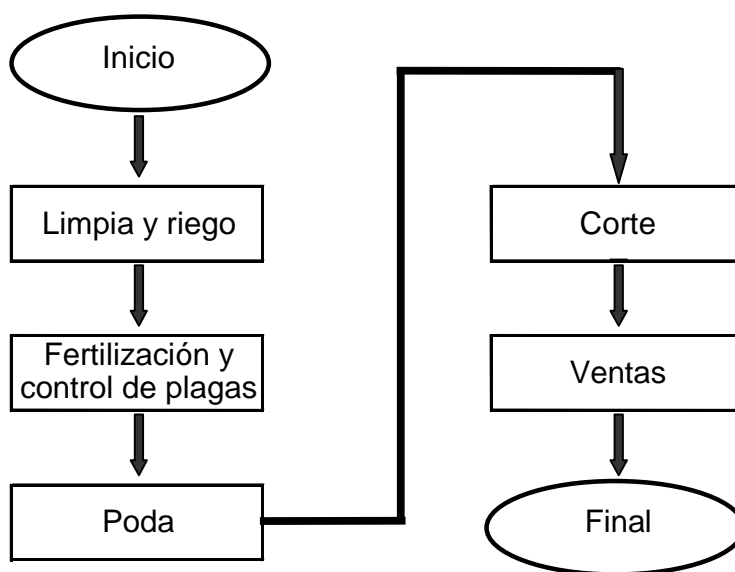 Inicio
Limpia y riego
Fertilización y
control de plagas
Poda
Corte
Ventas
Final